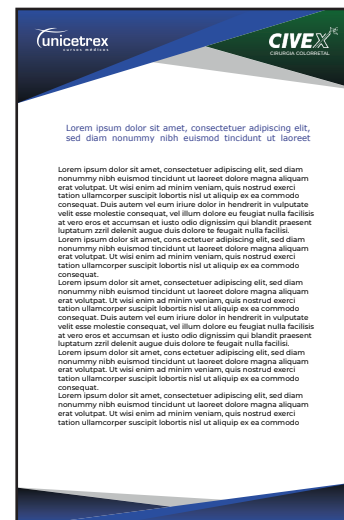 unicetrex
cursos médicos
CIVEX
CIRURGIA COLORRETAL
Lorem ipsum dolor sit amet, consectetuer adipiscing elit,
sed diam nonummy nibh euismod tincidunt ut laoreet
Lorem ipsum dolor sit amet, consectetuer adipiscing elit, sed diam
nonummy nibh euismod tincidunt ut laoreet dolore magna aliquam
erat volutpat. Ut wisi enim ad minim veniam, quis nostrud exerci
tation ullamcorper suscipit lobortis nisl ut aliquip ex ea commodo
consequat. Duis autem vel eum iriure dolor in hendrerit in vulputate
velit esse molestie consequat, vel illum dolore eu feugiat nulla facilisis
at vero eros et accumsan et iusto odio dignissim qui blandit praesent
luptatum zzril delenit augue duis dolore te feugait nulla facilisi.
Lorem ipsum dolor sit amet, cons ectetuer adipiscing elit, sed diam
nonummy nibh euismod tincidunt ut laoreet dolore magna aliquam
erat volutpat. Ut wisi enim ad minim veniam, quis nostrud exerci
tation ullamcorper suscipit lobortis nisl ut aliquip ex ea commodo
consequat.
Lorem ipsum dolor sit amet, consectetuer adipiscing elit, sed diam
nonummy nibh euismod tincidunt ut laoreet dolore magna aliquam
erat volutpat. Ut wisi enim ad minim veniam, quis nostrud exerci
tation ullamcorper suscipit lobortis nisl ut aliquip ex ea commodo
consequat. Duis autem vel eum iriure dolor in hendrerit in vulputate
velit esse molestie consequat, vel illum dolore eu feugiat nulla facilisis
at vero eros et accumsan et iusto odio dignissim qui blandit praesent
luptatum zzril delenit augue duis dolore te feugait nulla facilisi.
Lorem ipsum dolor sit amet, consectetuer adipiscing elit, sed diam
nonummy nibh euismod tincidunt ut laoreet dolore magna aliquam
erat volutpat. Ut wisi enim ad minim veniam, quis nostrud exerci
tation ullamcorper suscipit lobortis nisl ut aliquip ex ea commodo
consequat.
Lorem ipsum dolor sit amet, consectetuer adipiscing elit, sed diam
nonummy nibh euismod tincidunt ut laoreet dolore magna aliquam
erat volutpat. Ut wisi enim ad minim veniam, quis nostrud exerci
tation ullamcorper suscipit lobortis nisl ut aliquip ex ea commodo